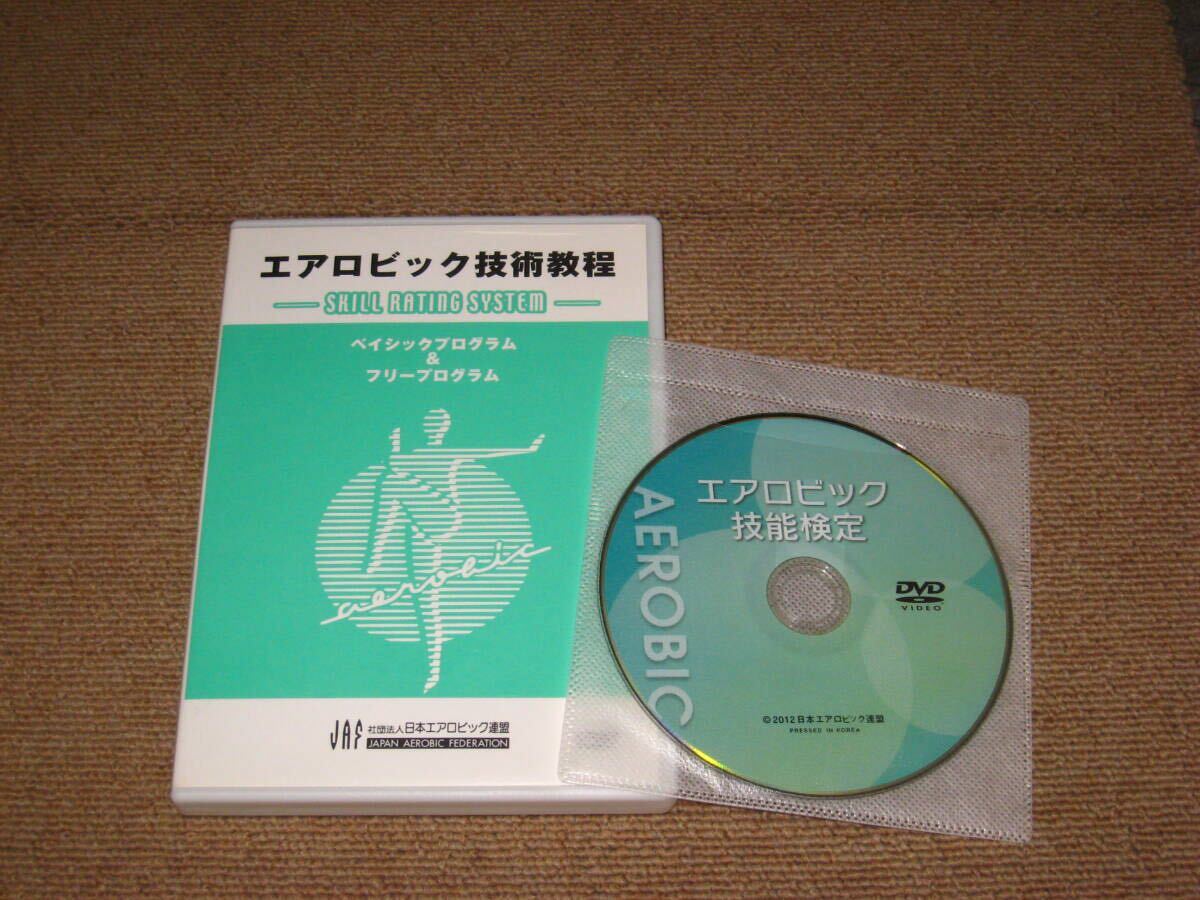 エアロビック技術教程
SKILL RATING SYSTEM
ベイシックプログラム
&
フリープログラム
aerobic
JAF 社団法人日本エアロビック連盟
JAPAN AEROBIC FEDERATION
AEROBIC
エアロビック
技能検定
DVD
VIDEO
©2012日本エアロビック連盟
PRESSED IN KOREA